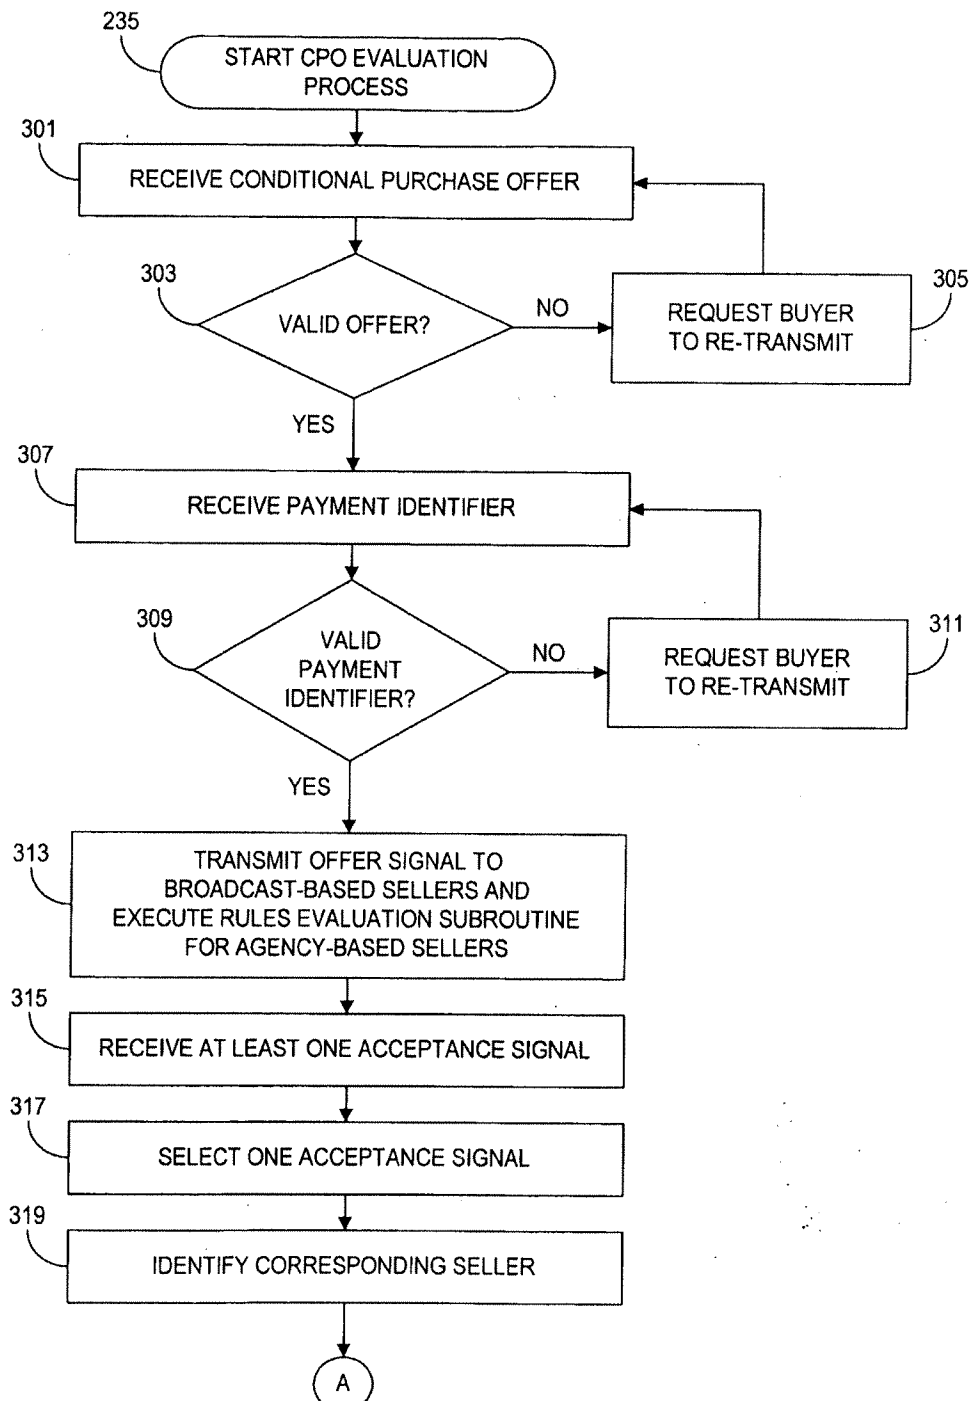 235
START CPO EVALUATION
PROCESS
301
RECEIVE CONDITIONAL PURCHASE OFFER
303
VALID OFFER?
NO
305
REQUEST BUYER
TO RE-TRANSMIT
YES
307
RECEIVE PAYMENT IDENTIFIER
309
VALID
PAYMENT
IDENTIFIER?
NO
311
REQUEST BUYER
TO RE-TRANSMIT
YES
313
TRANSMIT OFFER SIGNAL TO
BROADCAST-BASED SELLERS AND
EXECUTE RULES EVALUATION SUBROUTINE
FOR AGENCY-BASED SELLERS
315
RECEIVE AT LEAST ONE ACCEPTANCE SIGNAL
317
SELECT ONE ACCEPTANCE SIGNAL
319
IDENTIFY CORRESPONDING SELLER
A